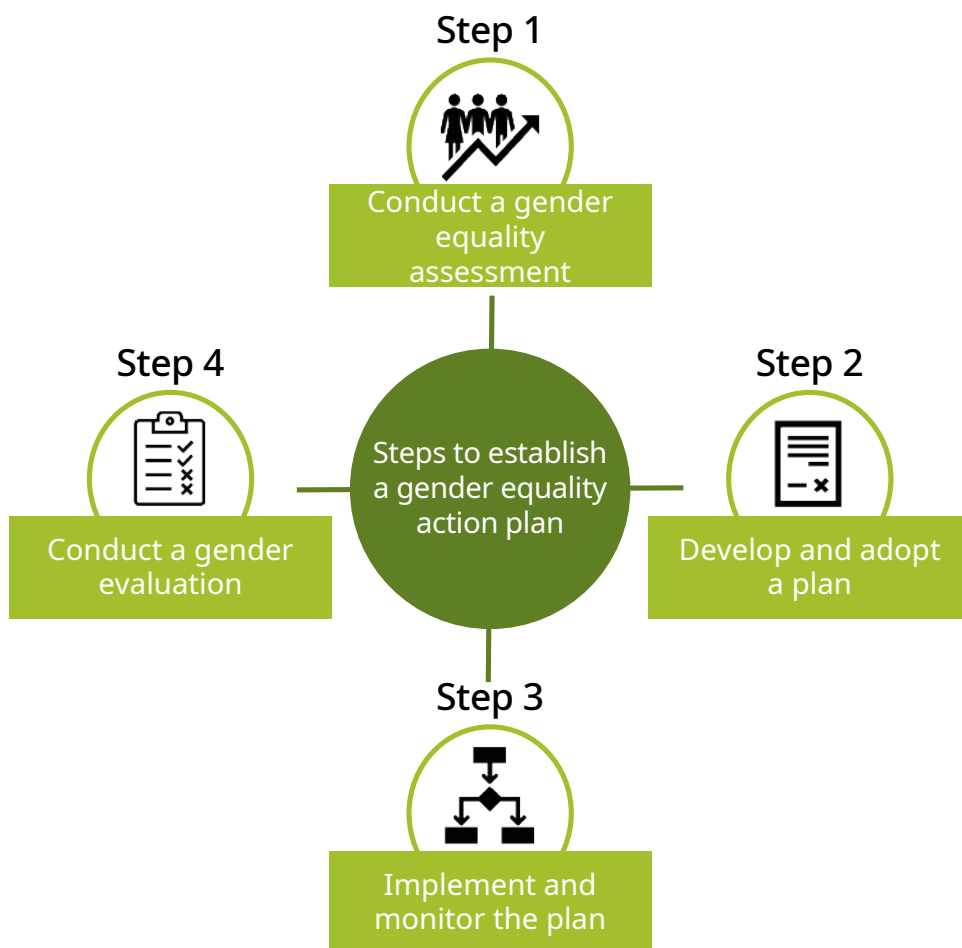 Step 1
Conduct a gender
equality
assessment
Step 4
Step 2
Steps to establish
a gender equality
action plan
Conduct a gender
evaluation
Develop and adopt
a plan
Step 3
Implement and
monitor the plan